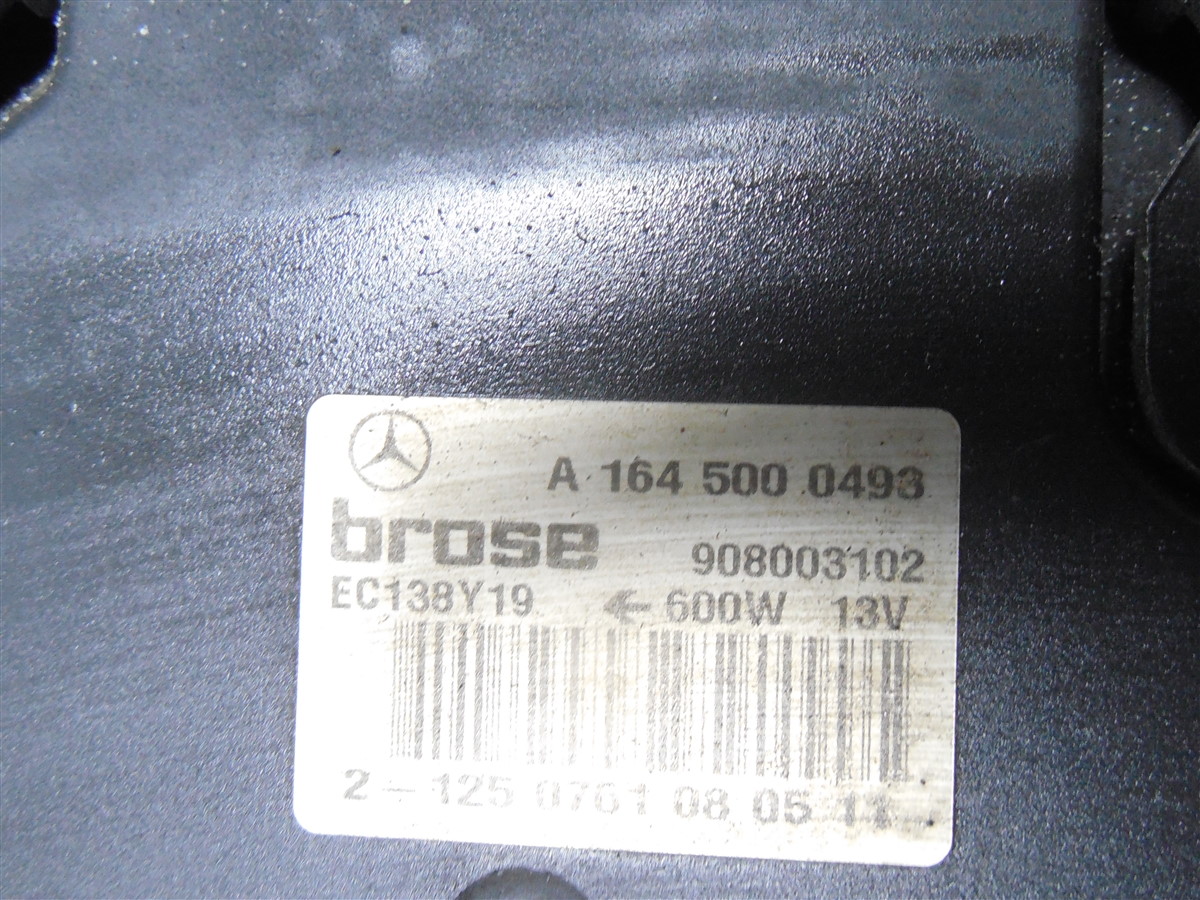 A 164 500 0493
brose
908003102
EC138Y19 ← 600W 13V
2-125 0761 08 05 11